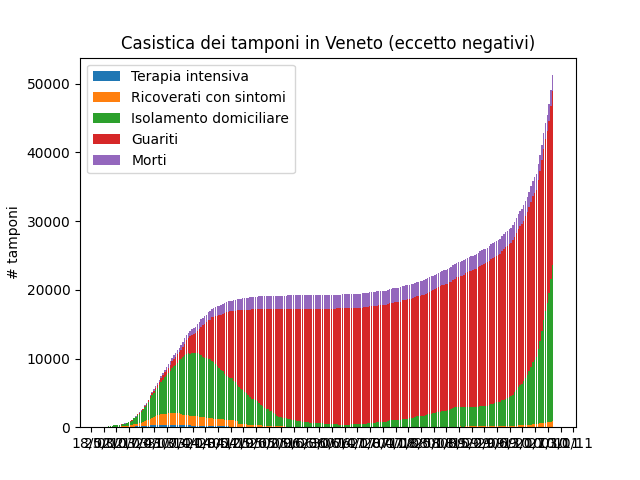 Casistica dei tamponi in Veneto (eccetto negativi)
Terapia intensiva
Ricoverati con sintomi
Isolamento domiciliare
Guariti
Morti
# tamponi
50000
40000
30000
20000
10000
0